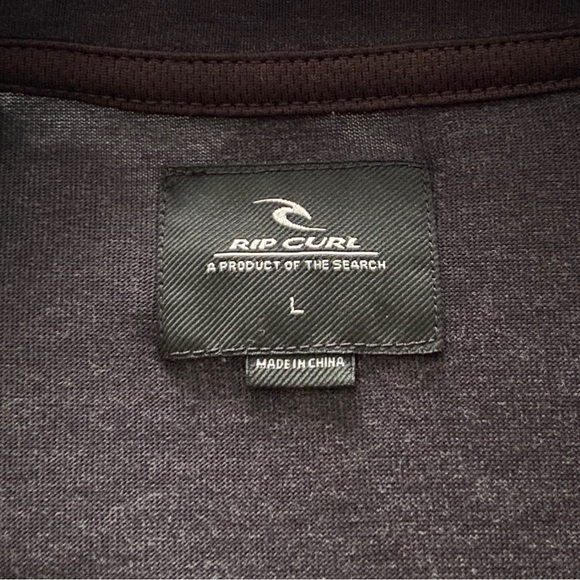 RIP CURL
A PRODUCT OF THE SEARCH
L
MADE IN CHINA